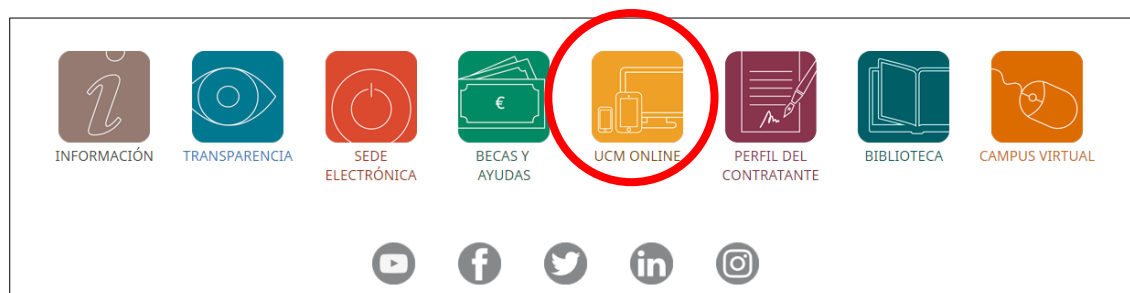 INFORMACIÓN
TRANSPARENCIA
SEDE
ELECTRÓNICA
€
BECAS Y
AYUDAS
UCM ONLINE
PERFIL DEL
CONTRATANTE
BIBLIOTECA
CAMPUS VIRTUAL